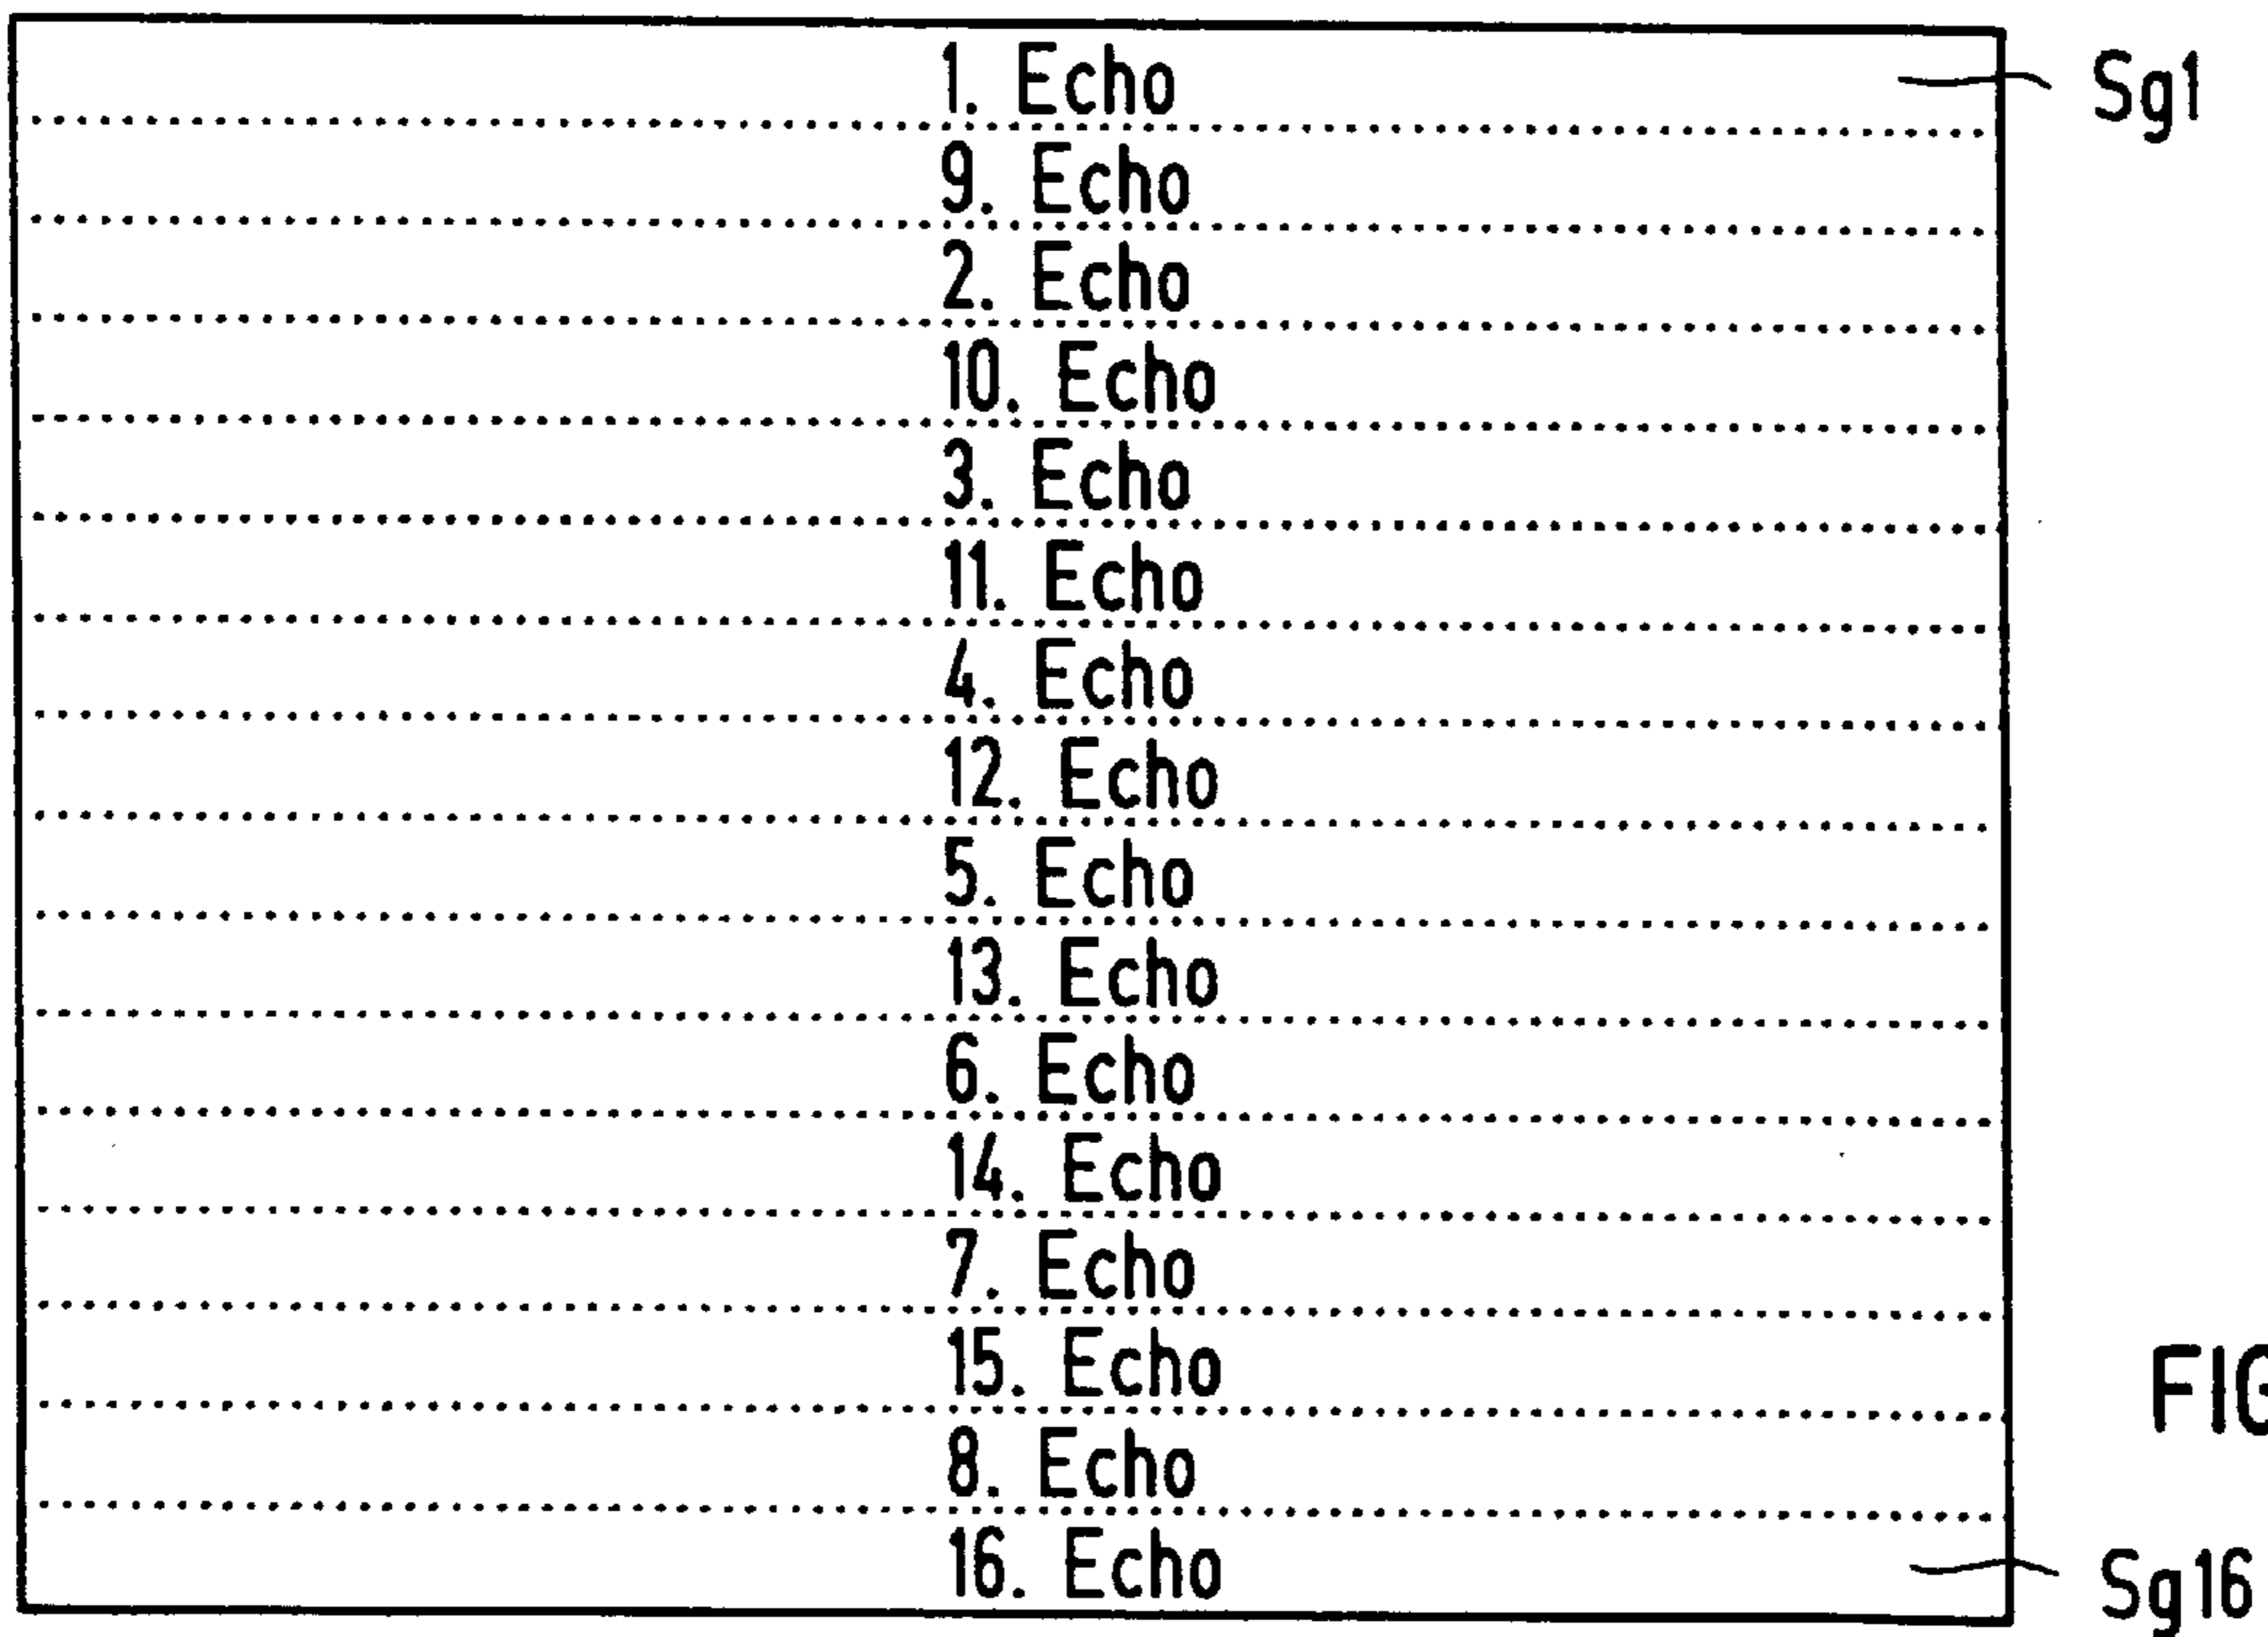 1. Echo Sg1
9. Echo
2. Echo
10. Echo
3. Echo
11. Echo
4. Echo
12. Echo
5. Echo
13. Echo
6. Echo
14. Echo
7. Echo
15. Echo
FIG
8. Echo
16. Echo Sg16